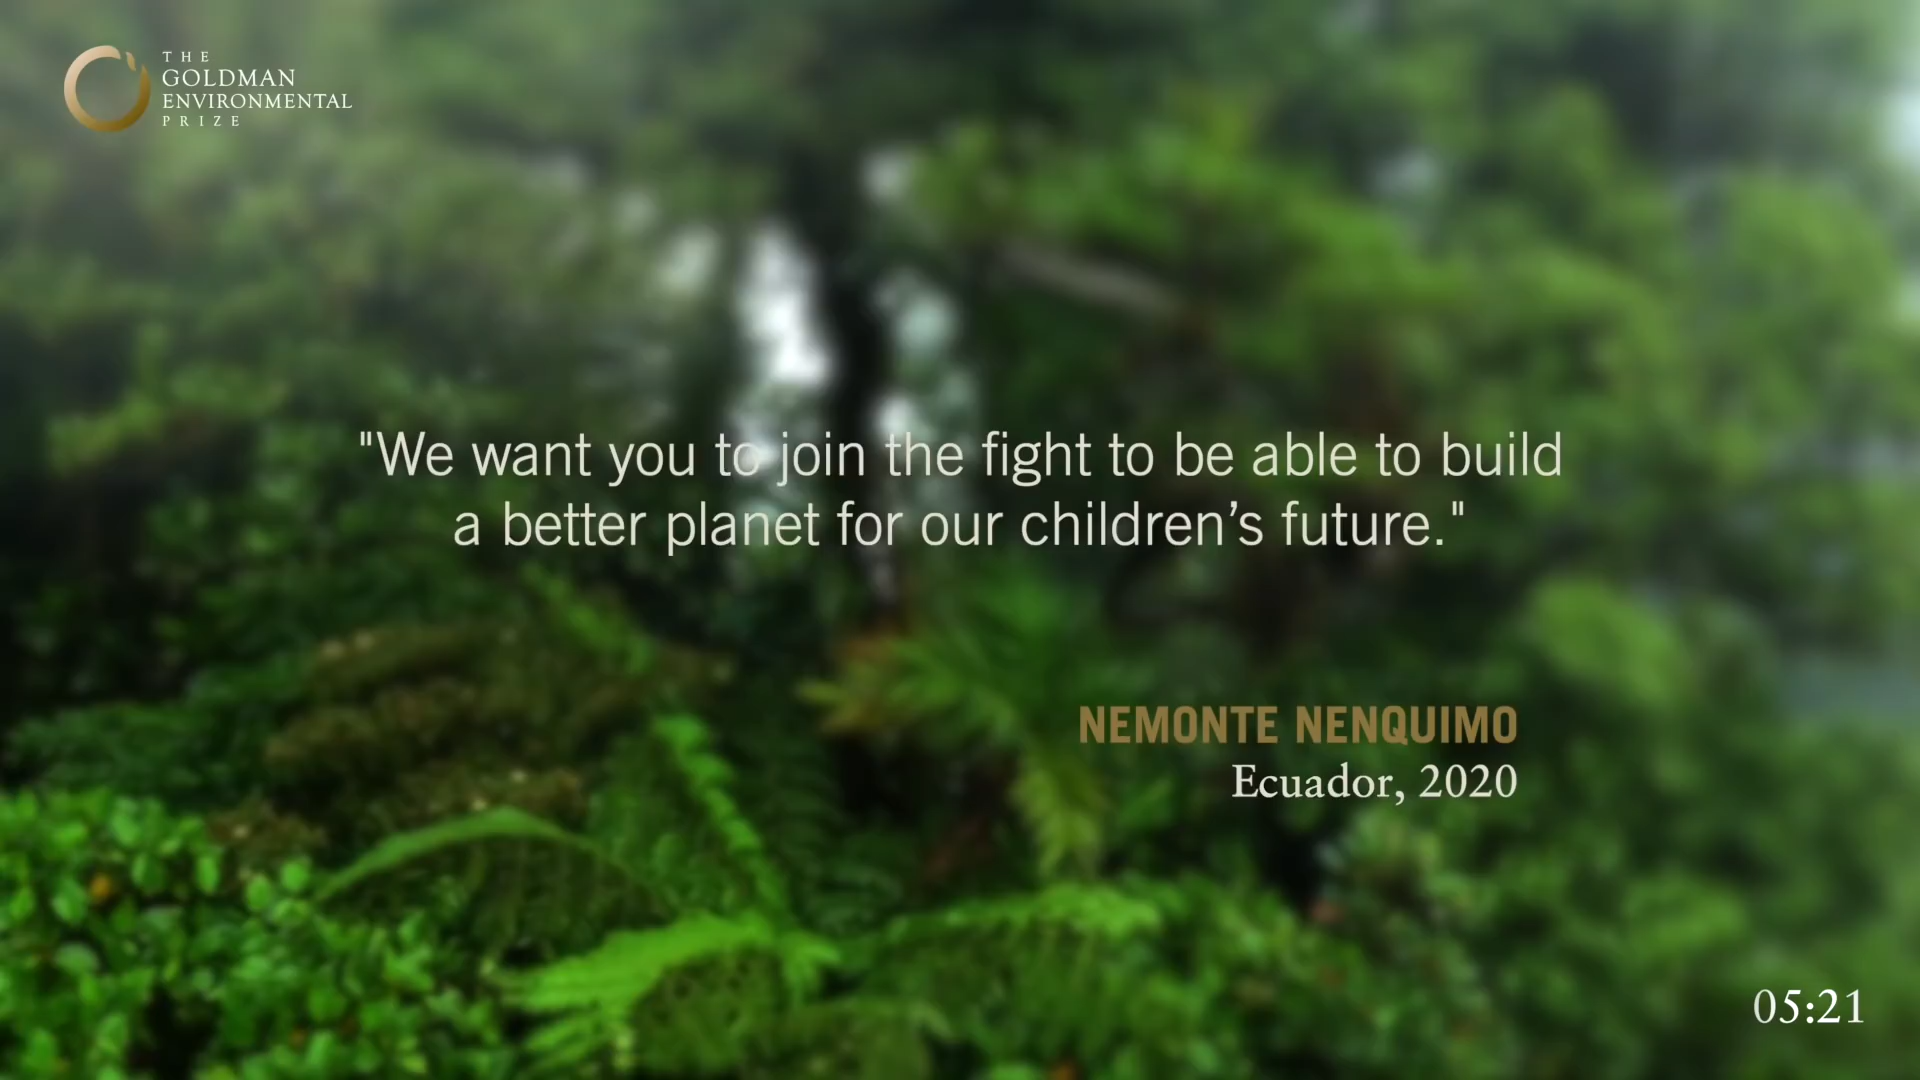 THE
GOLDMAN
ENVIRONMENTAL
PRIZE
"We want you to join the fight to be able to build
a better planet for our children’s future."
NEMONTE NENQUIMO
Ecuador, 2020
05:21